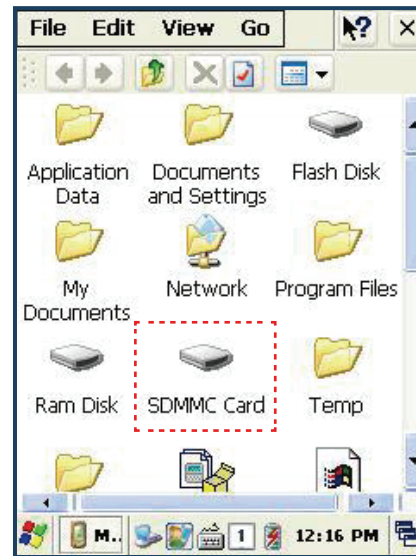 File Edit View Go
Application Data
Documents and Settings
Flash Disk
My Documents
Network
Program Files
Ram Disk
SDMMC Card
Temp
M.. 1 12:16 PM